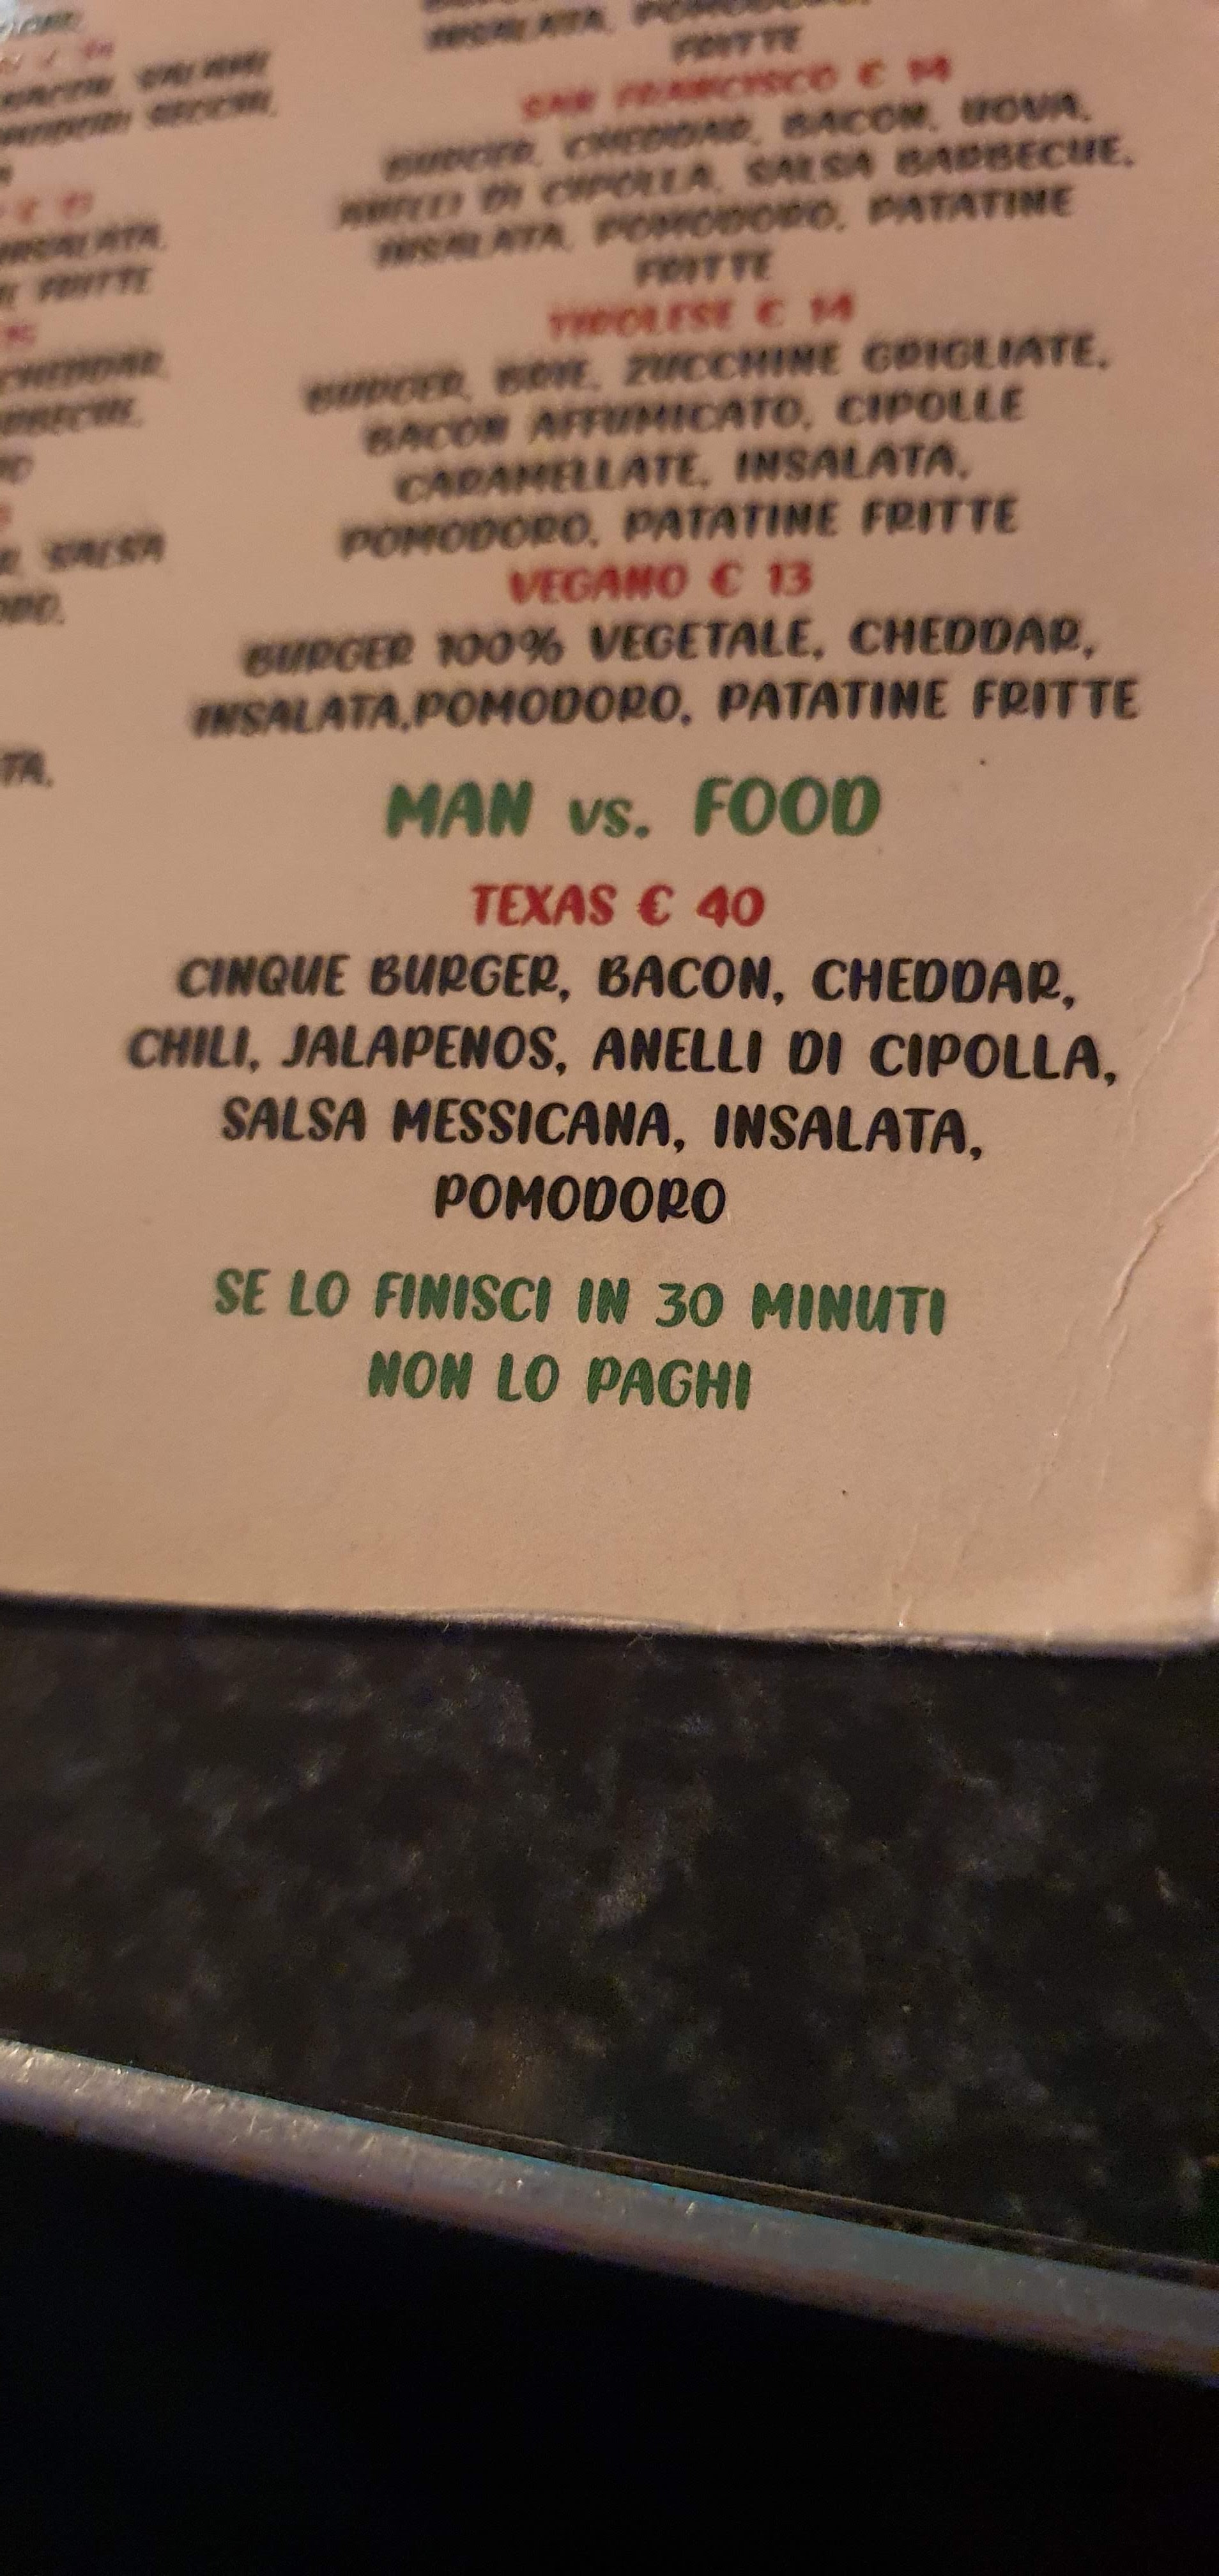 INSALATA, POMODORO,
FRITTE
SAN FRANCISCO € 14
BURGER, CHEDDAR, BACON, UOVA,
ANELLI DI CIPOLLA, SALSA BARBECUE,
INSALATA, POMODORO, PATATINE
FRITTE
TIROLESE € 14
BURGER, BRIE, ZUCCHINE GRIGLIATE,
BACON AFFUMICATO, CIPOLLE
CARAMELLATE, INSALATA,
POMODORO, PATATINE FRITTE
VEGANO € 13
BURGER 100% VEGETALE, CHEDDAR,
INSALATA,POMODORO, PATATINE FRITTE
MAN vs. FOOD
TEXAS € 40
CINQUE BURGER, BACON, CHEDDAR,
CHILI, JALAPENOS, ANELLI DI CIPOLLA,
SALSA MESSICANA, INSALATA,
POMODORO
SE LO FINISCI IN 30 MINUTI
NON LO PAGHI